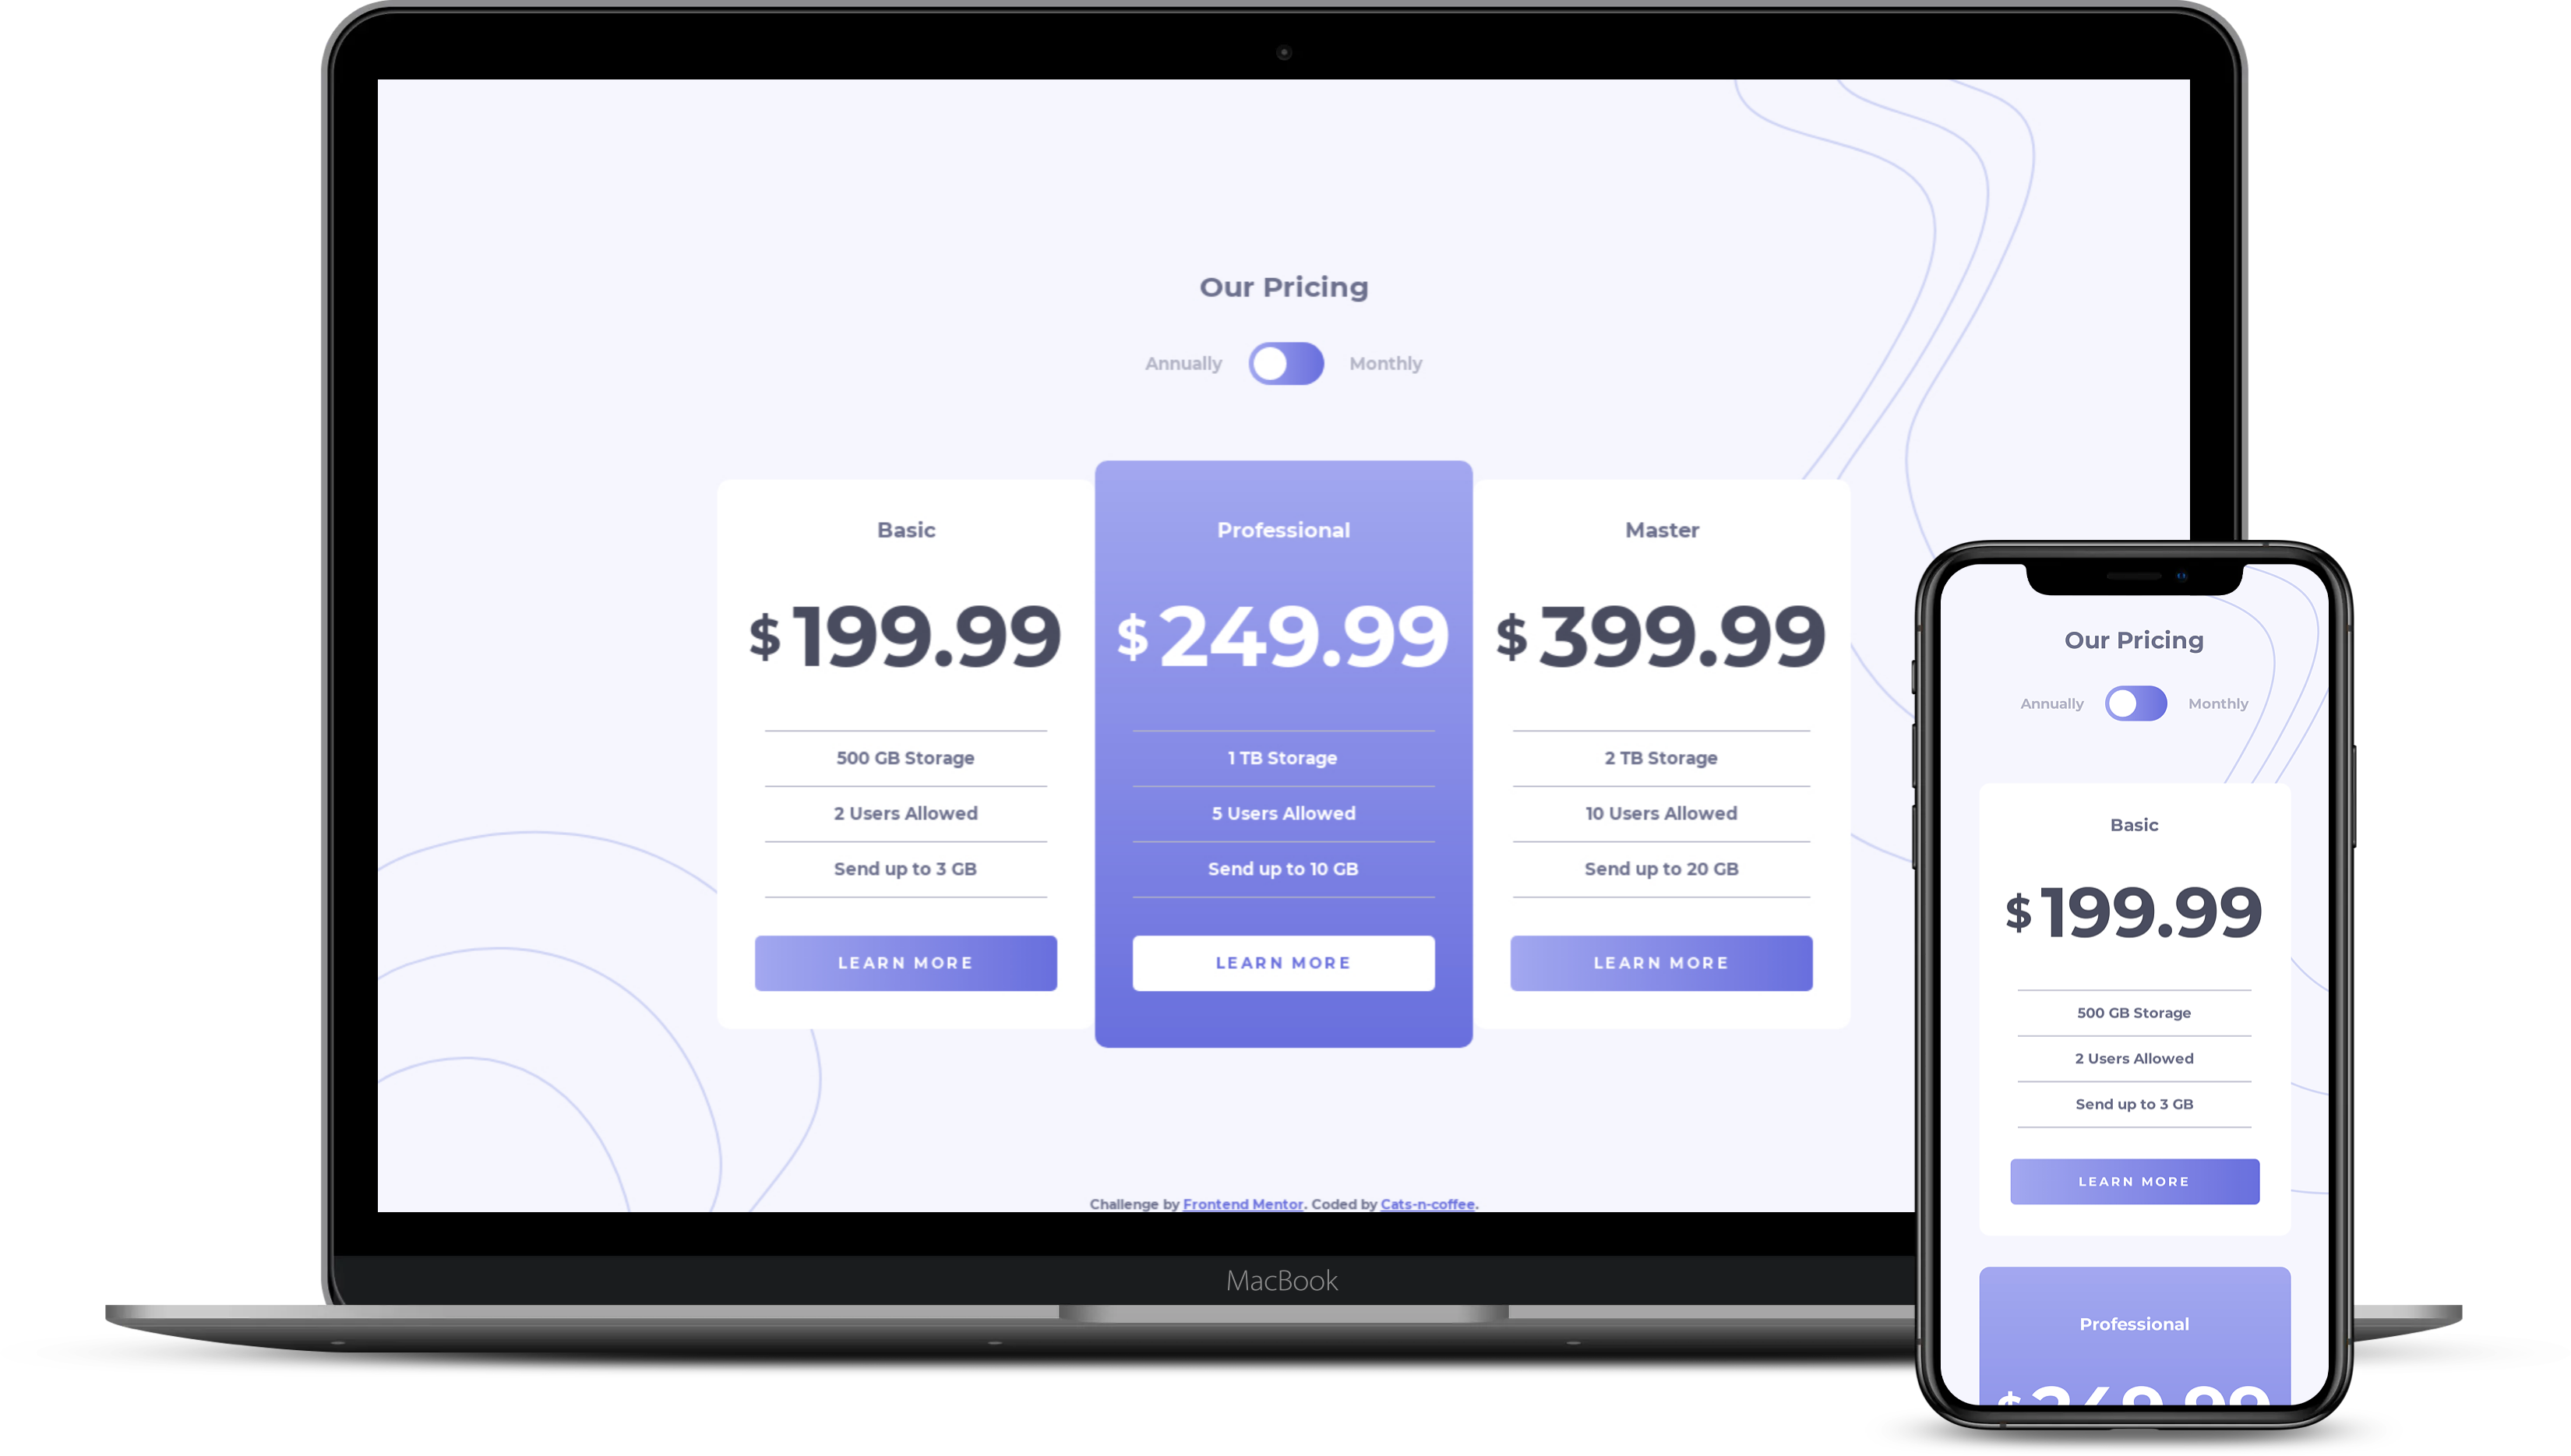 Our Pricing
Annually Monthly
Basic
$199.99
500 GB Storage
2 Users Allowed
Send up to 3 GB
LEARN MORE
Professional
$249.99
1 TB Storage
5 Users Allowed
Send up to 10 GB
LEARN MORE
Master
$399.99
2 TB Storage
10 Users Allowed
Send up to 20 GB
LEARN MORE
Challenge by Frontend Mentor. Coded by Cats-n-coffee.
MacBook
Our Pricing
Annually Monthly
Basic
$199.99
500 GB Storage
2 Users Allowed
Send up to 3 GB
LEARN MORE
Professional
$249.99